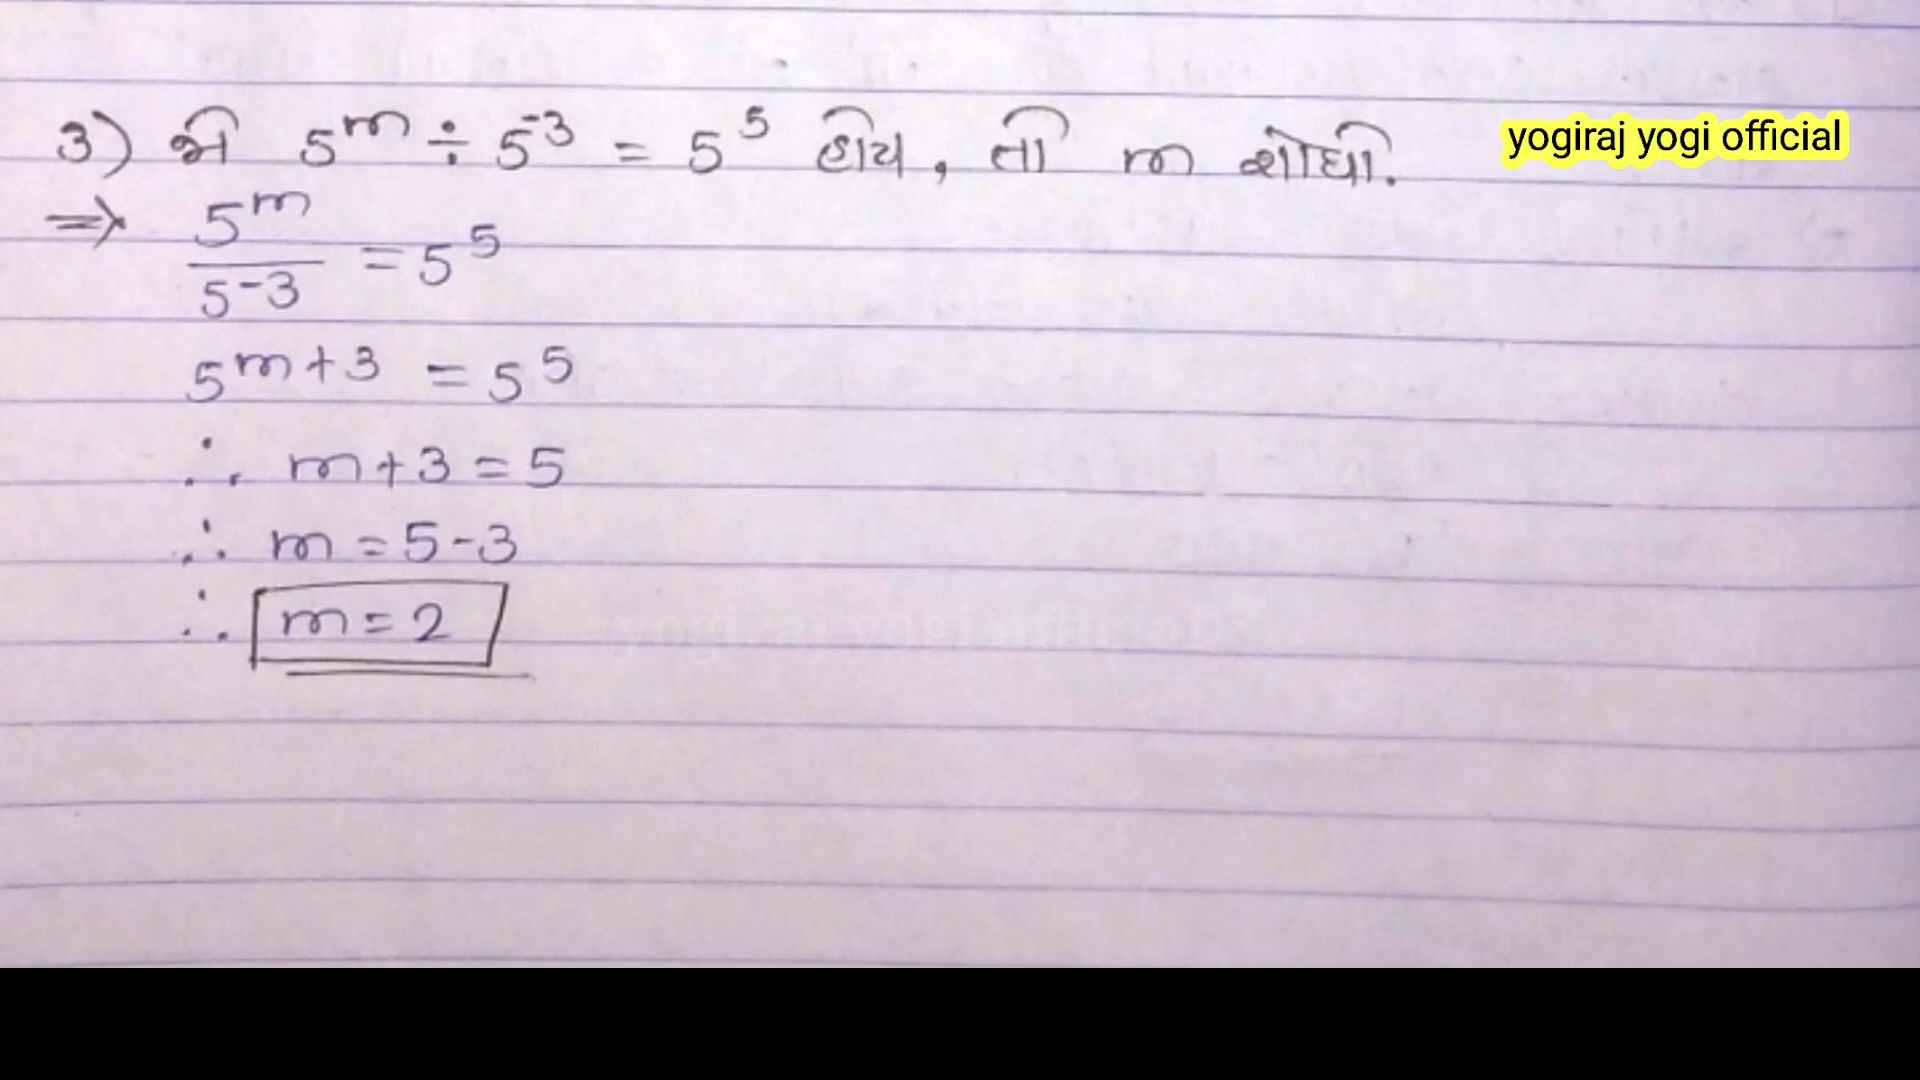 3) જો 5^m ÷ 5^-3 = 5^5 હોય, તો m શોધો.
yogiraj yogi official
⇒ 5^m / 5^-3 = 5^5
5^m+3 = 5^5
∴ m+3 = 5
∴ m = 5-3
∴ m = 2